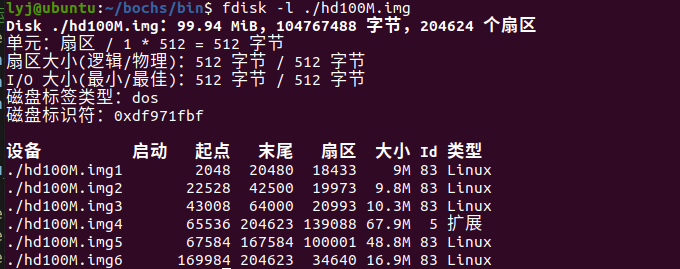 lyj@ubuntu:~/bochs/bin$ fdisk -l ./hd100M.img
Disk ./hd100M.img：99.94 MiB，104767488 字节，204624 个扇区
单元：扇区 / 1 * 512 = 512 字节
扇区大小(逻辑/物理)：512 字节 / 512 字节
I/O 大小(最小/最佳)：512 字节 / 512 字节
磁盘标签类型：dos
磁盘标识符：0xdf971fbf
设备 启动 起点 末尾 扇区 大小 Id 类型
./hd100M.img1 2048 20480 18433 9M 83 Linux
./hd100M.img2 22528 42500 19973 9.8M 83 Linux
./hd100M.img3 43008 64000 20993 10.3M 83 Linux
./hd100M.img4 65536 204623 139088 67.9M 5 扩展
./hd100M.img5 67584 167584 100001 48.8M 83 Linux
./hd100M.img6 169984 204623 34640 16.9M 83 Linux